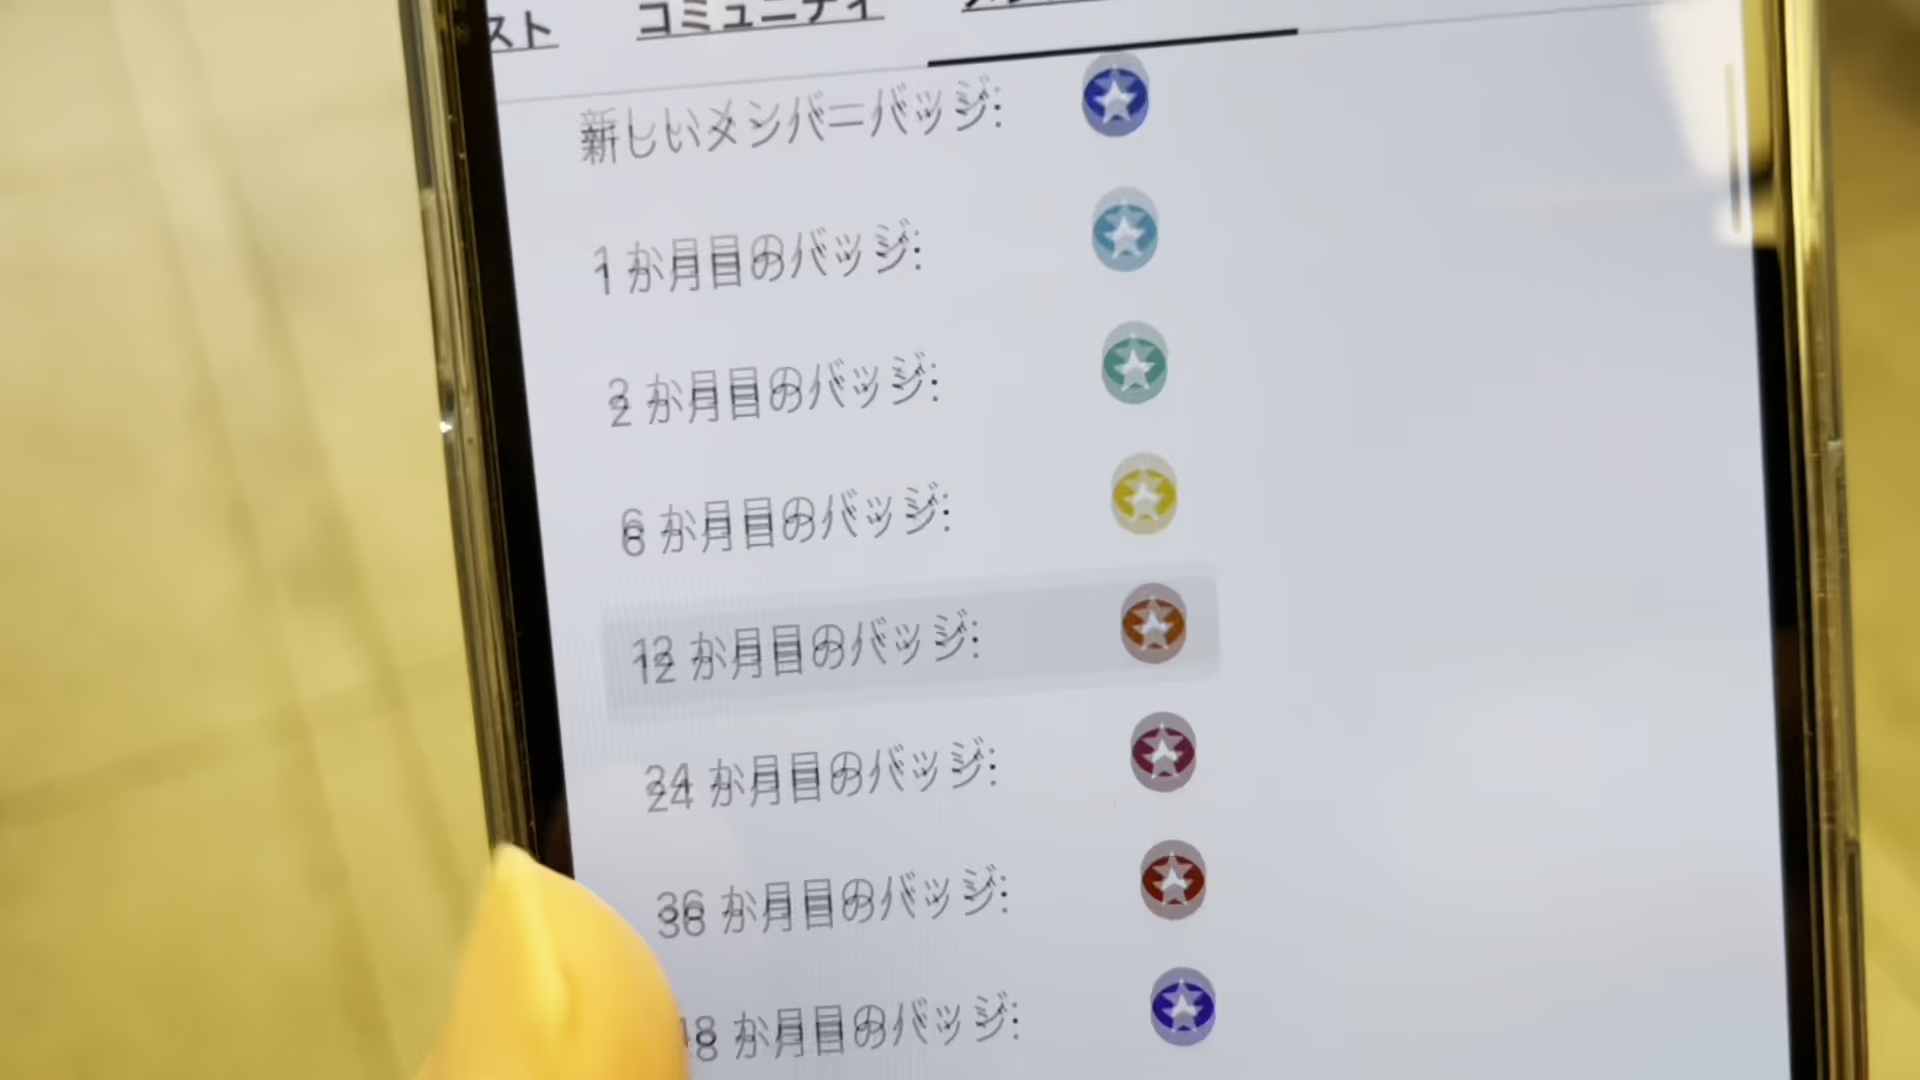 スト コミュニティ
新しいメンバーバッジ:
1 か月目のバッジ:
2 か月目のバッジ:
6 か月目のバッジ:
12 か月目のバッジ:
24 か月目のバッジ:
36 か月目のバッジ:
48 か月目のバッジ: